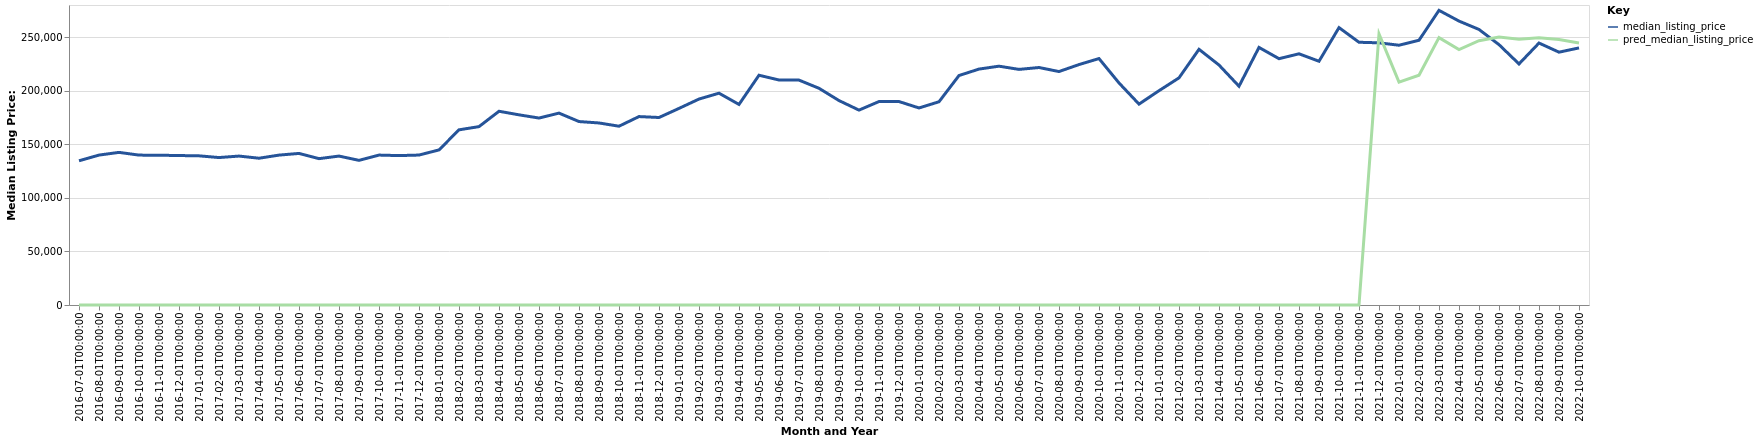 Key
median_listing_price
pred_median_listing_price
Median Listing Price:
250,000
200,000
150,000
100,000
50,000
0
2016-07-01T00:00:00
2016-08-01T00:00:00
2016-09-01T00:00:00
2016-10-01T00:00:00
2016-11-01T00:00:00
2016-12-01T00:00:00
2017-01-01T00:00:00
2017-02-01T00:00:00
2017-03-01T00:00:00
2017-04-01T00:00:00
2017-05-01T00:00:00
2017-06-01T00:00:00
2017-07-01T00:00:00
2017-08-01T00:00:00
2017-09-01T00:00:00
2017-10-01T00:00:00
2017-11-01T00:00:00
2017-12-01T00:00:00
2018-01-01T00:00:00
2018-02-01T00:00:00
2018-03-01T00:00:00
2018-04-01T00:00:00
2018-05-01T00:00:00
2018-06-01T00:00:00
2018-07-01T00:00:00
2018-08-01T00:00:00
2018-09-01T00:00:00
2018-10-01T00:00:00
2018-11-01T00:00:00
2018-12-01T00:00:00
2019-01-01T00:00:00
2019-02-01T00:00:00
2019-03-01T00:00:00
2019-04-01T00:00:00
2019-05-01T00:00:00
2019-06-01T00:00:00
2019-07-01T00:00:00
2019-08-01T00:00:00
2019-09-01T00:00:00
2019-10-01T00:00:00
2019-11-01T00:00:00
2019-12-01T00:00:00
2020-01-01T00:00:00
2020-02-01T00:00:00
2020-03-01T00:00:00
2020-04-01T00:00:00
2020-05-01T00:00:00
2020-06-01T00:00:00
2020-07-01T00:00:00
2020-08-01T00:00:00
2020-09-01T00:00:00
2020-10-01T00:00:00
2020-11-01T00:00:00
2020-12-01T00:00:00
2021-01-01T00:00:00
2021-02-01T00:00:00
2021-03-01T00:00:00
2021-04-01T00:00:00
2021-05-01T00:00:00
2021-06-01T00:00:00
2021-07-01T00:00:00
2021-08-01T00:00:00
2021-09-01T00:00:00
2021-10-01T00:00:00
2021-11-01T00:00:00
2021-12-01T00:00:00
2022-01-01T00:00:00
2022-02-01T00:00:00
2022-03-01T00:00:00
2022-04-01T00:00:00
2022-05-01T00:00:00
2022-06-01T00:00:00
2022-07-01T00:00:00
2022-08-01T00:00:00
2022-09-01T00:00:00
2022-10-01T00:00:00
Month and Year